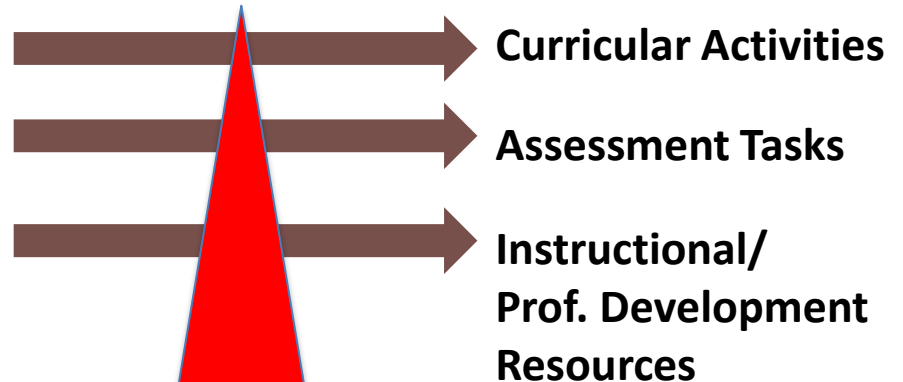 Curricular Activities
Assessment Tasks
Instructional/
Prof. Development
Resources